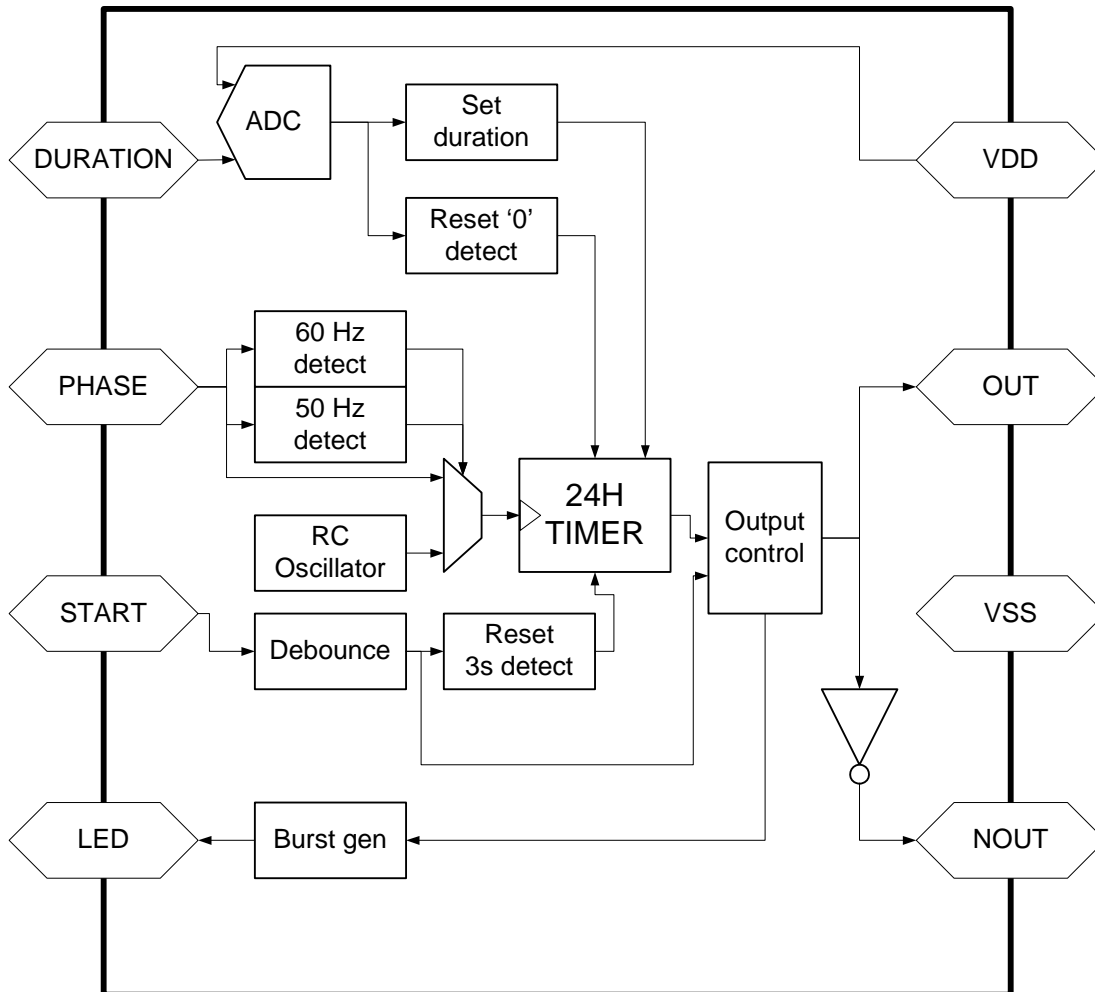 ADC
Set
duration
DURATION
VDD
Reset ‘0’
detect
60 Hz
detect
PHASE
OUT
50 Hz
detect
24H
TIMER
Output
control
RC
Oscillator
START
VSS
Debounce
Reset
3s detect
LED
Burst gen
NOUT